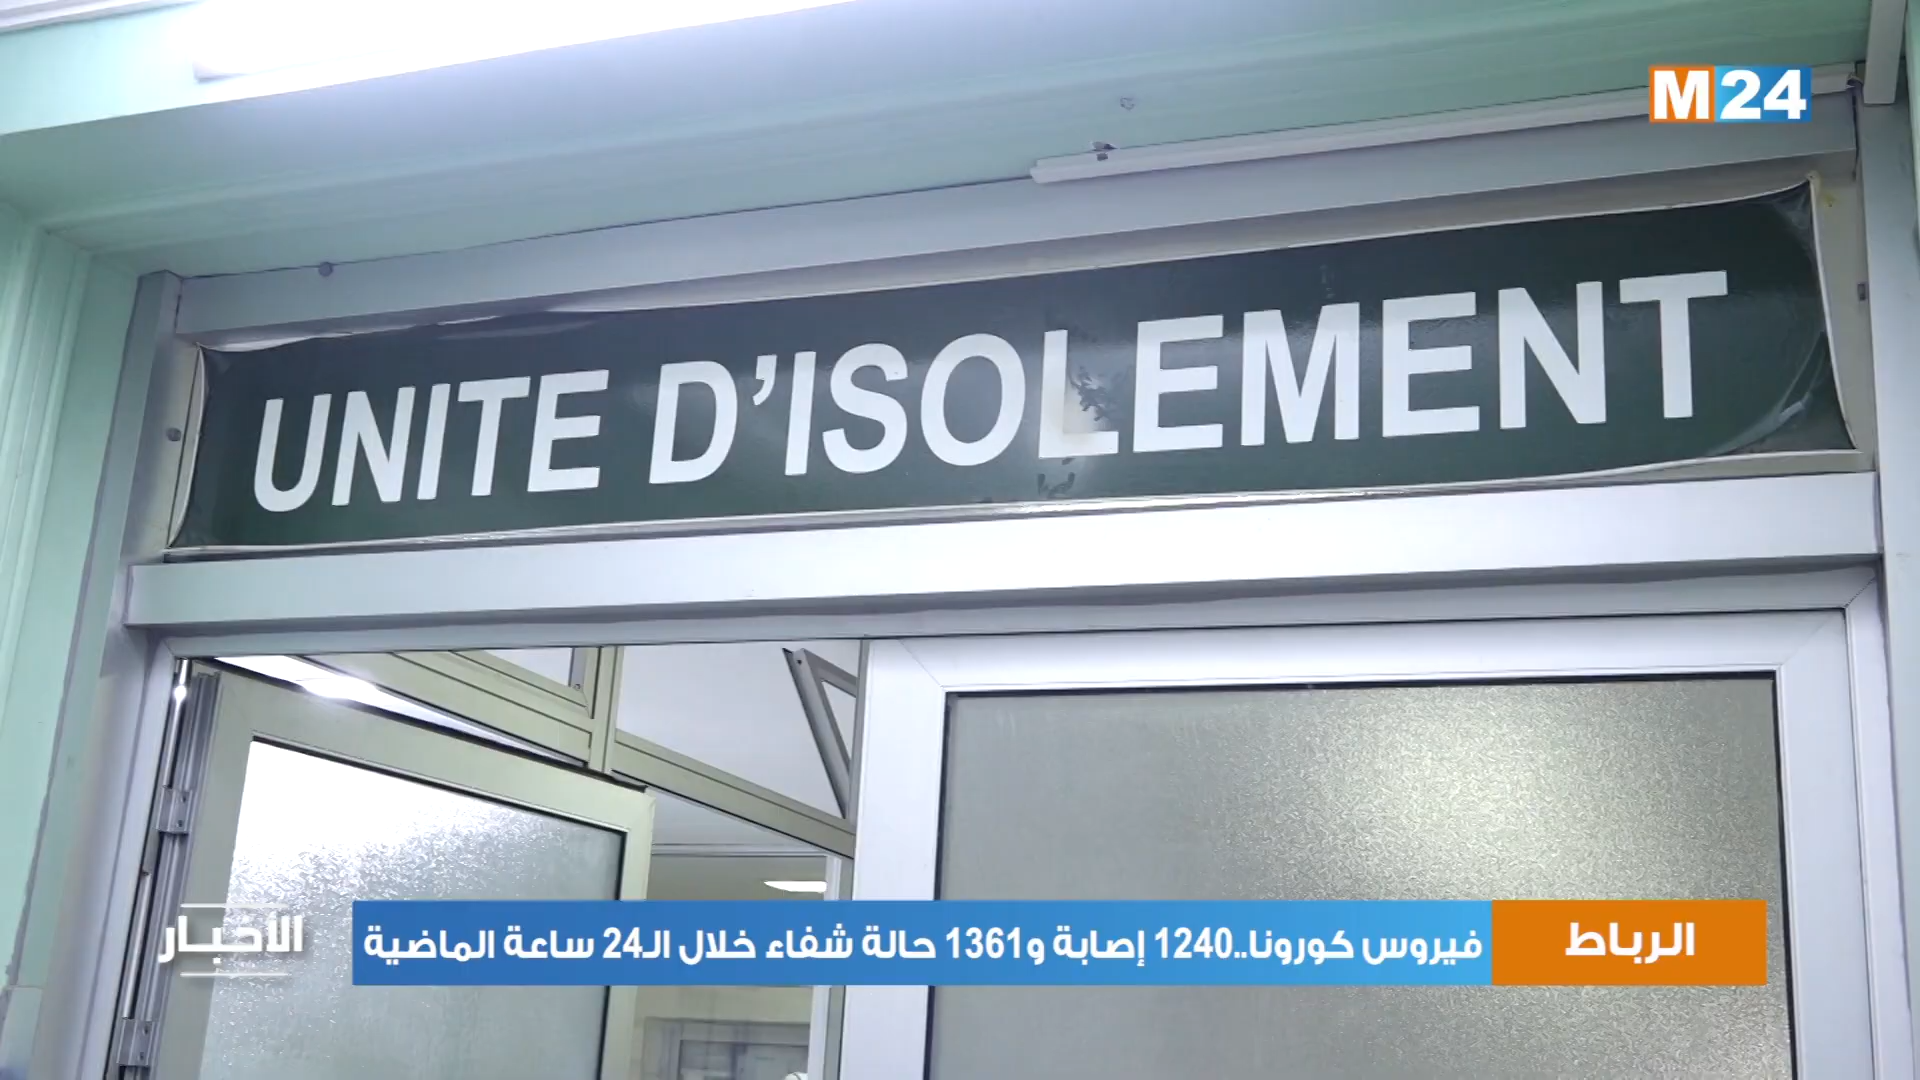 M24
UNITE D'ISOLEMENT
الرباط
فيروس كورونا..1240 إصابة و1361 حالة شفاء خلال الـ24 ساعة الماضية
الأخبار